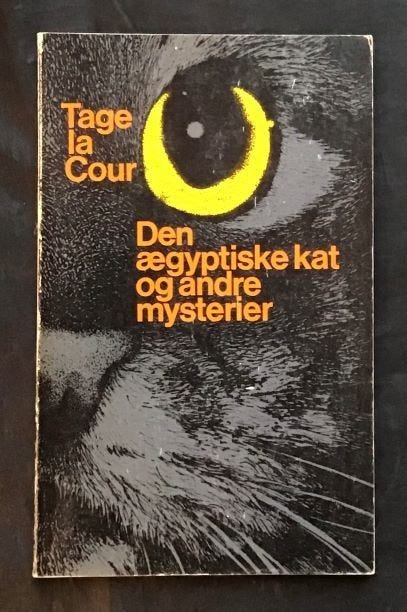 Tage
la
Cour
Den
ægyptiske kat
og andre
mysterier